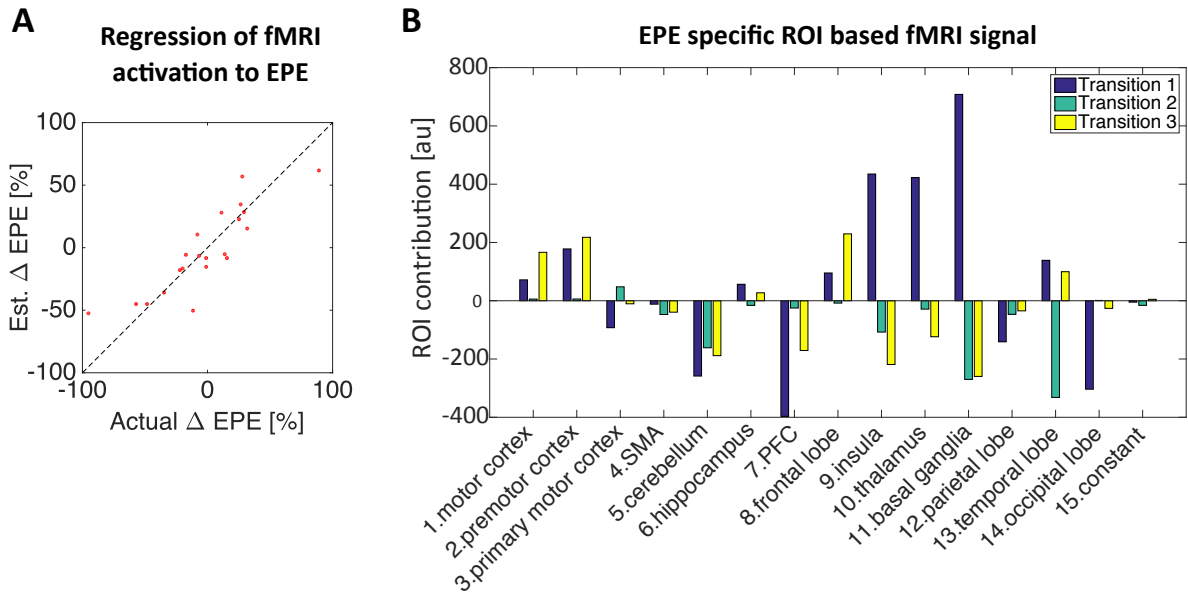 A
Regression of fMRI
activation to EPE
100
50
0
-50
-100
Est. Δ EPE [%]
-100
0
100
Actual Δ EPE [%]
B
EPE specific ROI based fMRI signal
800
600
400
200
0
-200
-400
ROI contribution [au]
Transition 1
Transition 2
Transition 3
1.motor cortex
2.premotor cortex
3.primary motor cortex
4.SMA
5.cerebellum
6.hippocampus
7.PFC
8.frontal lobe
9.insula
10.thalamus
11.basal ganglia
12.parietal lobe
13.temporal lobe
14.occipital lobe
15.constant